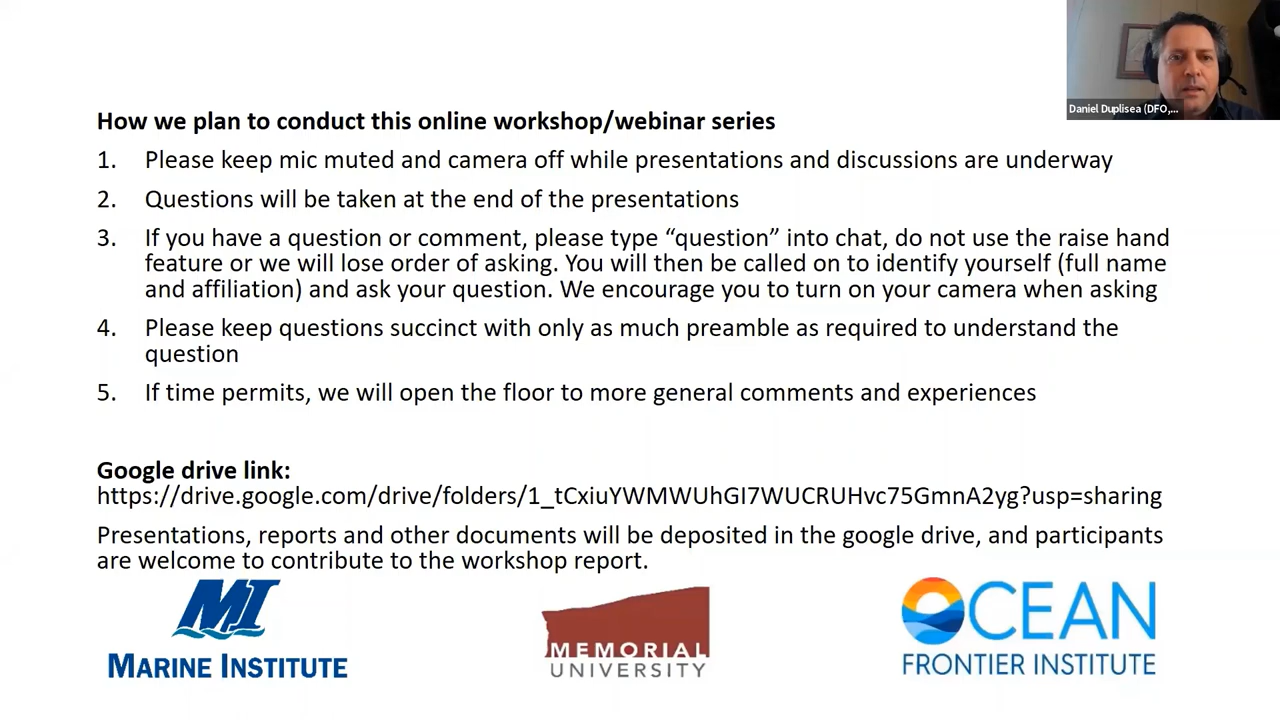 Daniel Duplisea (DFO,...
How we plan to conduct this online workshop/webinar series
1. Please keep mic muted and camera off while presentations and discussions are underway
2. Questions will be taken at the end of the presentations
3. If you have a question or comment, please type “question” into chat, do not use the raise hand
feature or we will lose order of asking. You will then be called on to identify yourself (full name
and affiliation) and ask your question. We encourage you to turn on your camera when asking
4. Please keep questions succinct with only as much preamble as required to understand the
question
5. If time permits, we will open the floor to more general comments and experiences
Google drive link:
https://drive.google.com/drive/folders/1_tCxiuYWMWUhGI7WUCRUHvc75GmnA2yg?usp=sharing
Presentations, reports and other documents will be deposited in the google drive, and participants
are welcome to contribute to the workshop report.
MI
MARINE INSTITUTE
MEMORIAL
UNIVERSITY
OCEAN
FRONTIER INSTITUTE